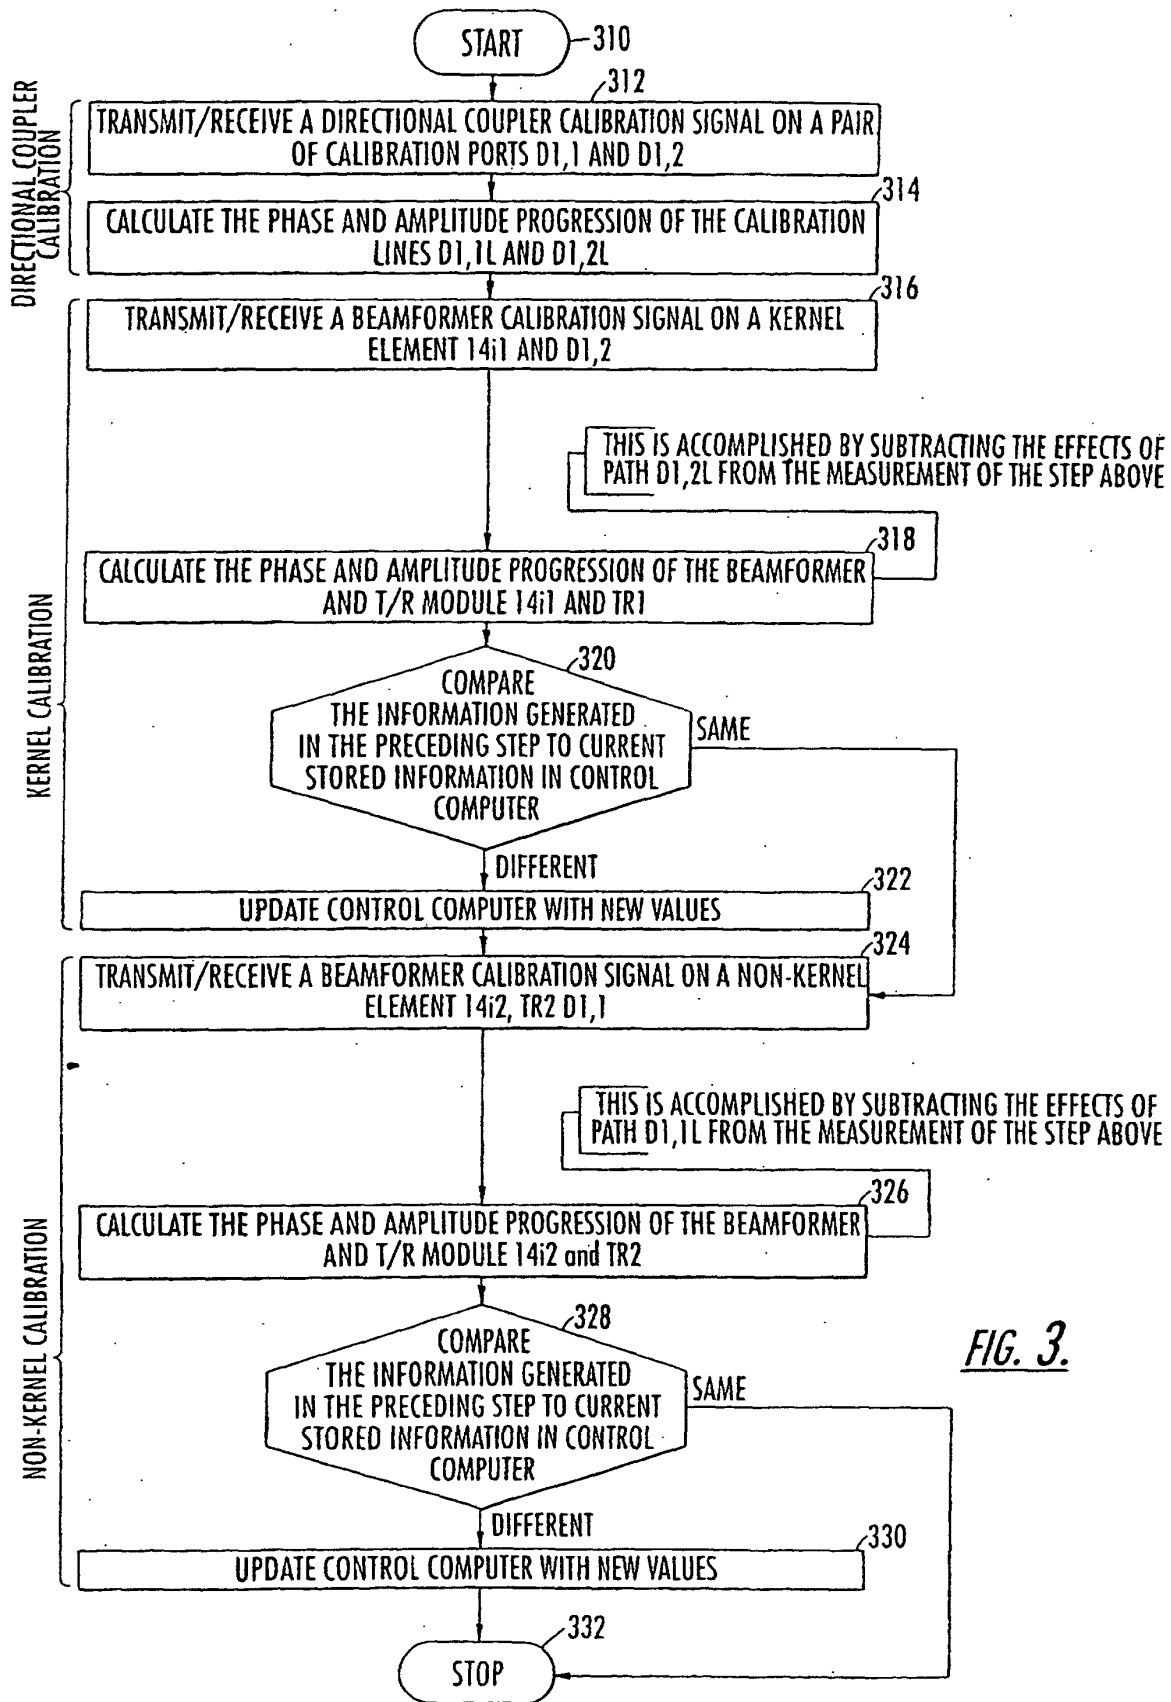 START
310
312
DIRECTIONAL COUPLER
CALIBRATION
TRANSMIT/RECEIVE A DIRECTIONAL COUPLER CALIBRATION SIGNAL ON A PAIR
OF CALIBRATION PORTS D1,1 AND D1,2
314
CALCULATE THE PHASE AND AMPLITUDE PROGRESSION OF THE CALIBRATION
LINES D1,1L AND D1,2L
316
KERNEL CALIBRATION
TRANSMIT/RECEIVE A BEAMFORMER CALIBRATION SIGNAL ON A KERNEL
ELEMENT 14i1 AND D1,2
THIS IS ACCOMPLISHED BY SUBTRACTING THE EFFECTS OF
PATH D1,2L FROM THE MEASUREMENT OF THE STEP ABOVE
318
CALCULATE THE PHASE AND AMPLITUDE PROGRESSION OF THE BEAMFORMER
AND T/R MODULE 14i1 AND TR1
320
COMPARE
THE INFORMATION GENERATED
IN THE PRECEDING STEP TO CURRENT
STORED INFORMATION IN CONTROL
COMPUTER
SAME
DIFFERENT
322
UPDATE CONTROL COMPUTER WITH NEW VALUES
324
NON-KERNEL CALIBRATION
TRANSMIT/RECEIVE A BEAMFORMER CALIBRATION SIGNAL ON A NON-KERNEL
ELEMENT 14i2, TR2 D1,1
THIS IS ACCOMPLISHED BY SUBTRACTING THE EFFECTS OF
PATH D1,1L FROM THE MEASUREMENT OF THE STEP ABOVE
326
CALCULATE THE PHASE AND AMPLITUDE PROGRESSION OF THE BEAMFORMER
AND T/R MODULE 14i2 and TR2
328
COMPARE
THE INFORMATION GENERATED
IN THE PRECEDING STEP TO CURRENT
STORED INFORMATION IN CONTROL
COMPUTER
SAME
DIFFERENT
330
UPDATE CONTROL COMPUTER WITH NEW VALUES
332
STOP
FIG. 3.